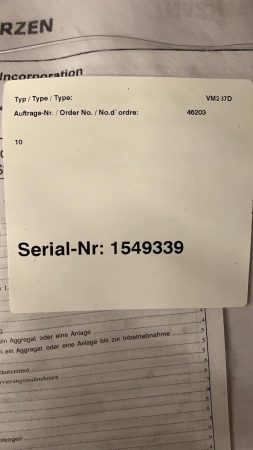 RZEN
Incorporation
Typ / Type / Type: VM2 37D
Auftrags-Nr. / Order No. / No.d´ordre: 46203
10
Serial-Nr: 1549339
ein Aggregat oder eine Anlage
n ein Aggregat oder eine Anlage bis zur Inbetriebnahme